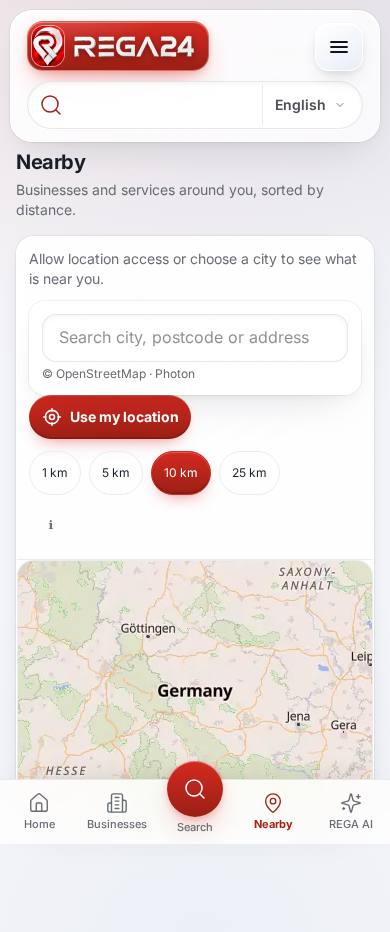 REGA24
English
Nearby
Businesses and services around you, sorted by
distance.
Allow location access or choose a city to see what
is near you.
Search city, postcode or address
© OpenStreetMap · Photon
Use my location
1 km
5 km
10 km
25 km
i
SAXONY-
ANHALT
Göttingen
Leip
Germany
Jena
Gera
HESSE
Home
Businesses
Search
Nearby
REGA AI